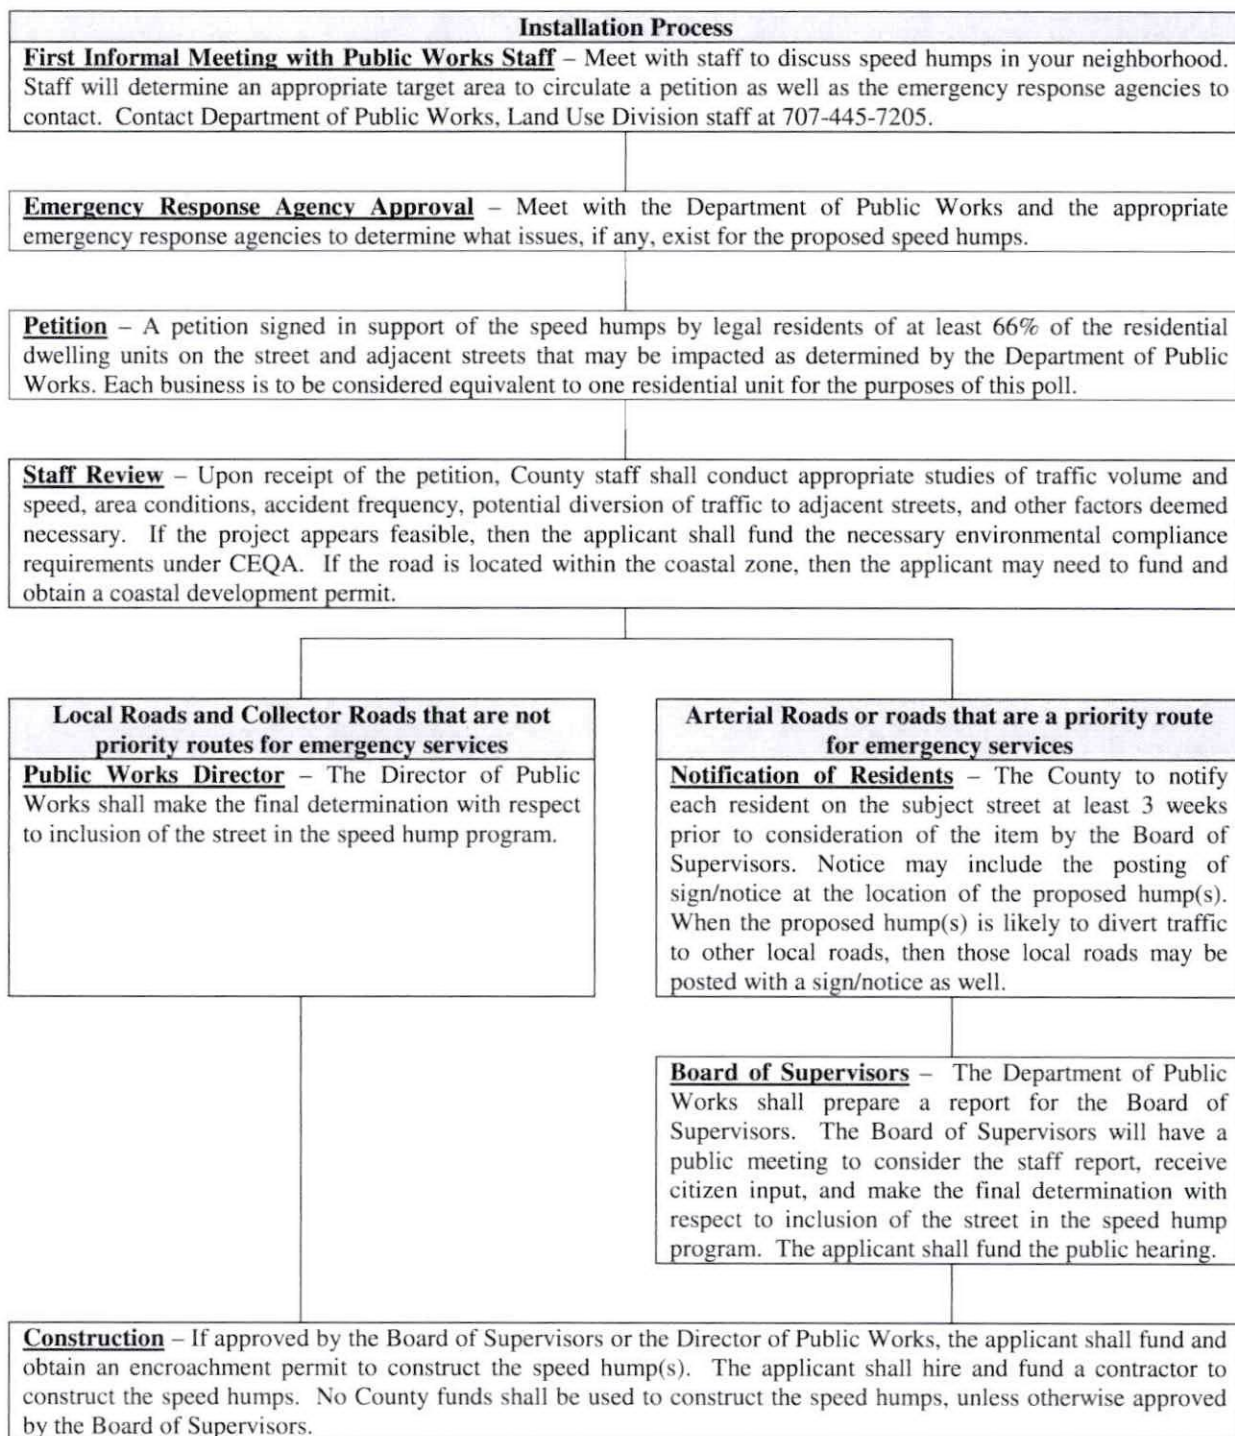 Installation Process
First Informal Meeting with Public Works Staff – Meet with staff to discuss speed humps in your neighborhood.
Staff will determine an appropriate target area to circulate a petition as well as the emergency response agencies to
contact. Contact Department of Public Works, Land Use Division staff at 707-445-7205.
Emergency Response Agency Approval – Meet with the Department of Public Works and the appropriate
emergency response agencies to determine what issues, if any, exist for the proposed speed humps.
Petition – A petition signed in support of the speed humps by legal residents of at least 66% of the residential
dwelling units on the street and adjacent streets that may be impacted as determined by the Department of Public
Works. Each business is to be considered equivalent to one residential unit for the purposes of this poll.
Staff Review – Upon receipt of the petition, County staff shall conduct appropriate studies of traffic volume and
speed, area conditions, accident frequency, potential diversion of traffic to adjacent streets, and other factors deemed
necessary. If the project appears feasible, then the applicant shall fund the necessary environmental compliance
requirements under CEQA. If the road is located within the coastal zone, then the applicant may need to fund and
obtain a coastal development permit.
Local Roads and Collector Roads that are not
priority routes for emergency services
Public Works Director – The Director of Public
Works shall make the final determination with respect
to inclusion of the street in the speed hump program.
Arterial Roads or roads that are a priority route
for emergency services
Notification of Residents – The County to notify
each resident on the subject street at least 3 weeks
prior to consideration of the item by the Board of
Supervisors. Notice may include the posting of
sign/notice at the location of the proposed hump(s).
When the proposed hump(s) is likely to divert traffic
to other local roads, then those local roads may be
posted with a sign/notice as well.
Board of Supervisors – The Department of Public
Works shall prepare a report for the Board of
Supervisors. The Board of Supervisors will have a
public meeting to consider the staff report, receive
citizen input, and make the final determination with
respect to inclusion of the street in the speed hump
program. The applicant shall fund the public hearing.
Construction – If approved by the Board of Supervisors or the Director of Public Works, the applicant shall fund and
obtain an encroachment permit to construct the speed hump(s). The applicant shall hire and fund a contractor to
construct the speed humps. No County funds shall be used to construct the speed humps, unless otherwise approved
by the Board of Supervisors.